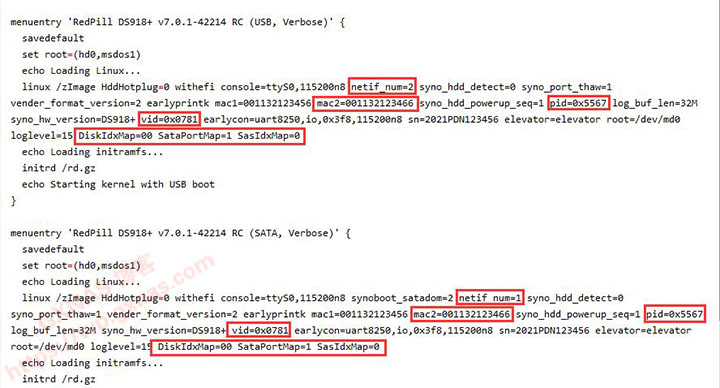 menuentry 'RedPill DS918+ v7.0.1-42214 RC (USB, Verbose)' {
savedefault
set root=(hd0,msdos1)
echo Loading Linux...
linux /zImage HddHotplug=0 withefi console=ttyS0,115200n8 netif_num=2 syno_hdd_detect=0 syno_port_thaw=1
vender_format_version=2 earlyprintk mac1=001132123456 mac2=001132123466 syno_hdd_powerup_seq=1 pid=0x5567 log_buf_len=32M
syno_hw_version=DS918+ vid=0x0781 earlycon=uart8250,io,0x3f8,115200n8 sn=2021PDN123456 elevator=elevator root=/dev/md0
loglevel=15 DiskIdxMap=00 SataPortMap=1 SasIdxMap=0
echo Loading initramfs...
initrd /rd.gz
echo Starting kernel with USB boot
}
menuentry 'RedPill DS918+ v7.0.1-42214 RC (SATA, Verbose)' {
savedefault
set root=(hd0,msdos1)
echo Loading Linux...
linux /zImage HddHotplug=0 withefi console=ttyS0,115200n8 synoboot_satadom=2 netif_num=1 syno_hdd_detect=0
syno_port_thaw=1 vender_format_version=2 earlyprintk mac1=001132123456 mac2=001132123466 syno_hdd_powerup_seq=1 pid=0x5567
log_buf_len=32M syno_hw_version=DS918+ vid=0x0781 earlycon=uart8250,io,0x3f8,115200n8 sn=2021PDN123456 elevator=elevator
root=/dev/md0 loglevel=15 DiskIdxMap=00 SataPortMap=1 SasIdxMap=0
echo Loading initramfs...
initrd /rd.gz